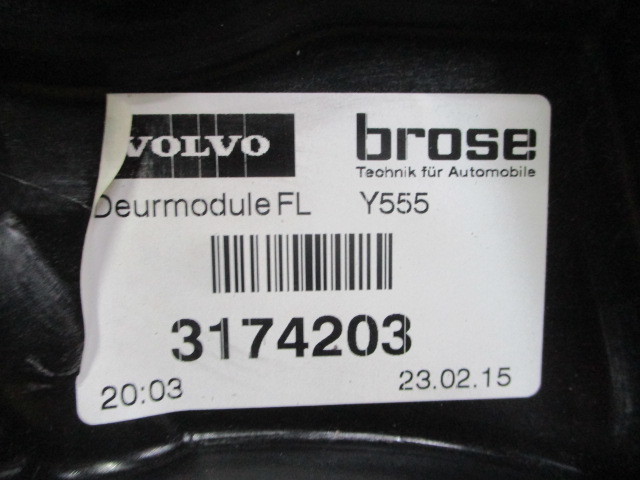 VOLVO brose
Technik für Automobile
Deurmodule FL Y555
3174203
20:03 23.02.15